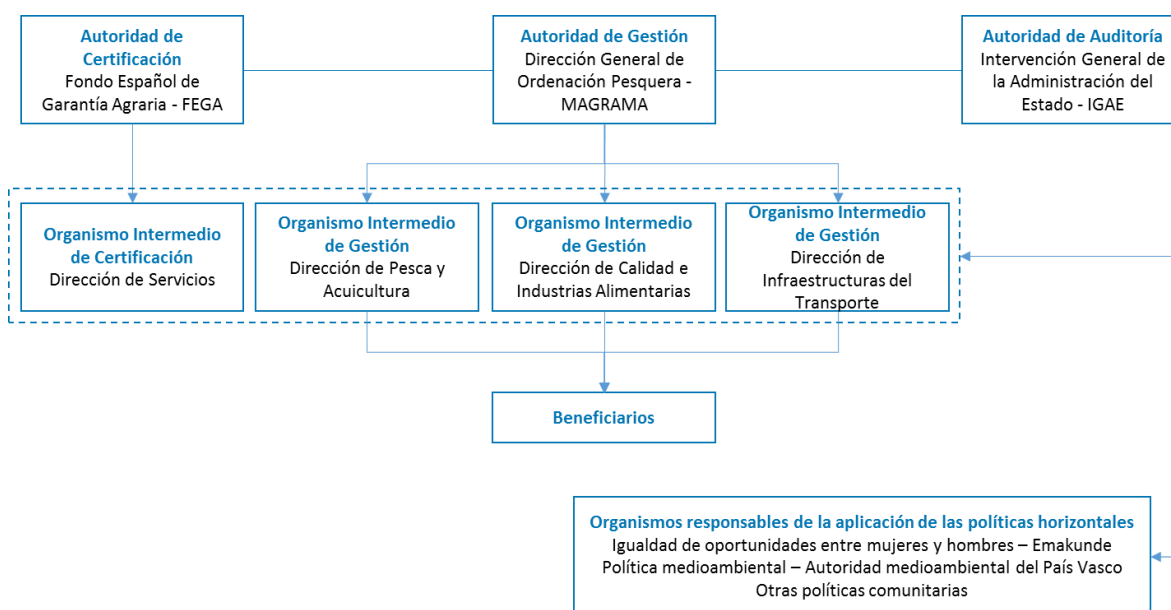 Autoridad de
Certificación
Fondo Español de
Garantía Agraria - FEGA
Autoridad de Gestión
Dirección General de
Ordenación Pesquera -
MAGRAMA
Autoridad de Auditoría
Intervención General de
la Administración del
Estado - IGAE
Organismo Intermedio
de Certificación
Dirección de Servicios
Organismo Intermedio
de Gestión
Dirección de Pesca y
Acuicultura
Organismo Intermedio
de Gestión
Dirección de Calidad e
Industrias Alimentarias
Organismo Intermedio
de Gestión
Dirección de
Infraestructuras del
Transporte
Beneficiarios
Organismos responsables de la aplicación de las políticas horizontales
Igualdad de oportunidades entre mujeres y hombres – Emakunde
Política medioambiental – Autoridad medioambiental del País Vasco
Otras políticas comunitarias